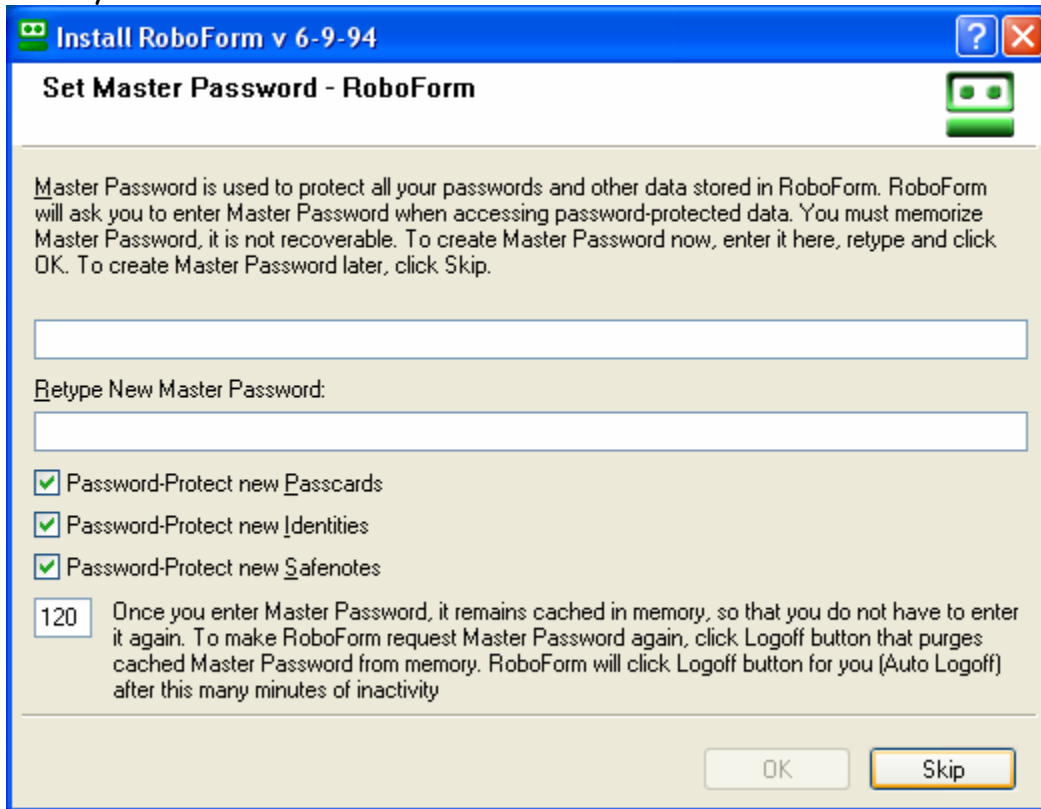 Install RoboForm v 6-9-94
Set Master Password - RoboForm
Master Password is used to protect all your passwords and other data stored in RoboForm. RoboForm
will ask you to enter Master Password when accessing password-protected data. You must memorize
Master Password, it is not recoverable. To create Master Password now, enter it here, retype and click
OK. To create Master Password later, click Skip.
Retype New Master Password:
Password-Protect new Passcards
Password-Protect new Identities
Password-Protect new Safenotes
120
Once you enter Master Password, it remains cached in memory, so that you do not have to enter
it again. To make RoboForm request Master Password again, click Logoff button that purges
cached Master Password from memory. RoboForm will click Logoff button for you (Auto Logoff)
after this many minutes of inactivity
OK
Skip